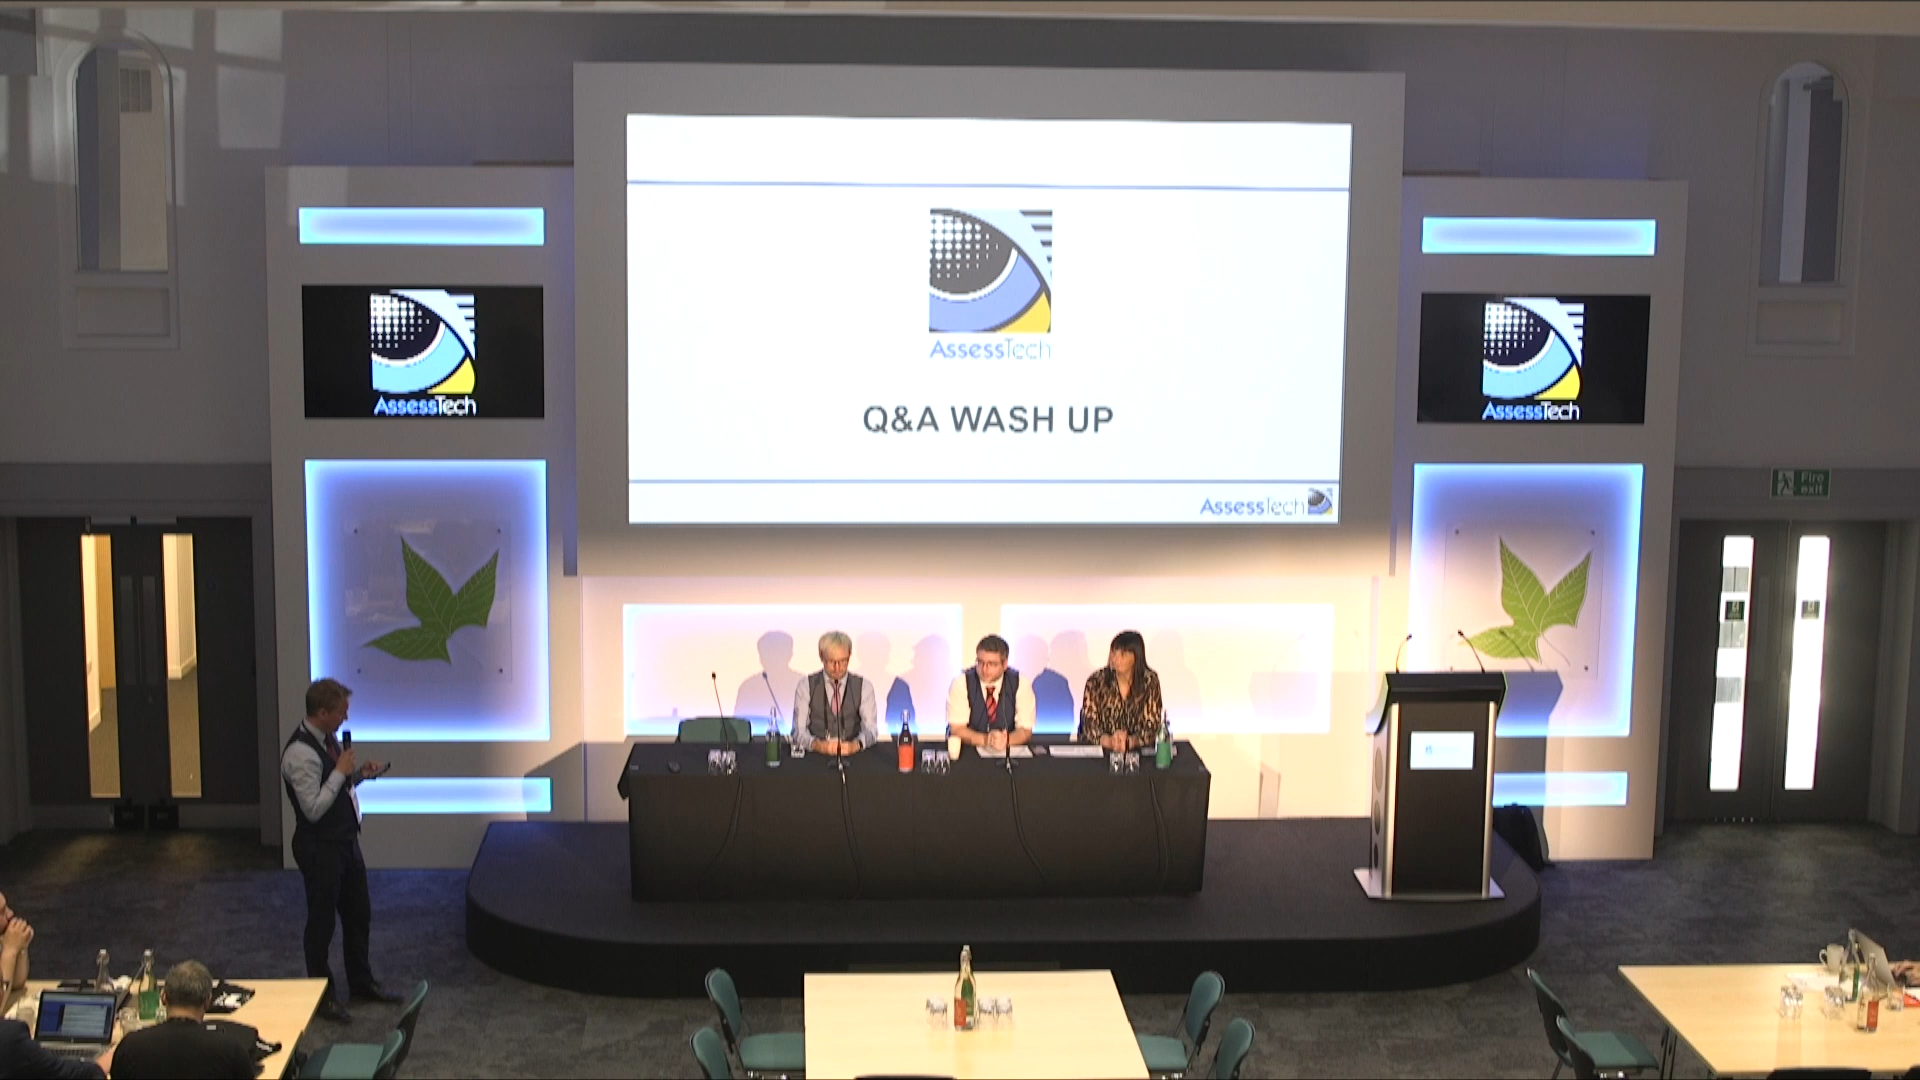 AssessTech
Q&A WASH UP
AssessTech
AssessTech
AssessTech
Fire
exit